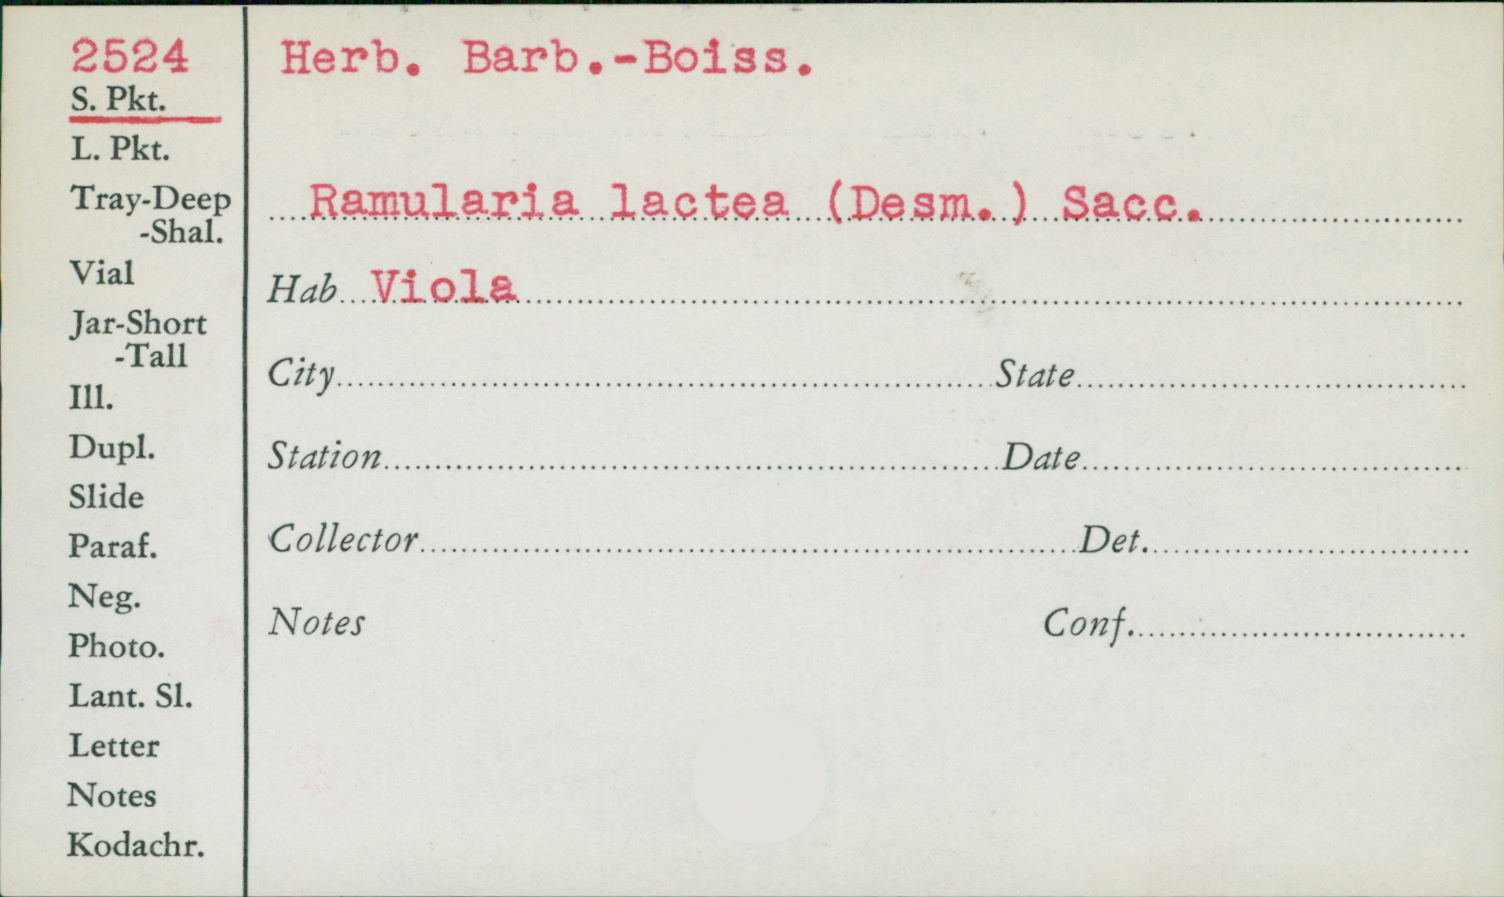 2524
S. Pkt.
L. Pkt.
Tray-Deep
-Shal.
Vial
Jar-Short
-Tall
Ill.
Dupl.
Slide
Paraf.
Neg.
Photo.
Lant. Sl.
Letter
Notes
Kodachr.
Herb. Barb.-Boiss.
Ramularia lactea (Desm.) Sacc.
Hab Viola
City State
Station Date
Collector Det.
Notes Conf.